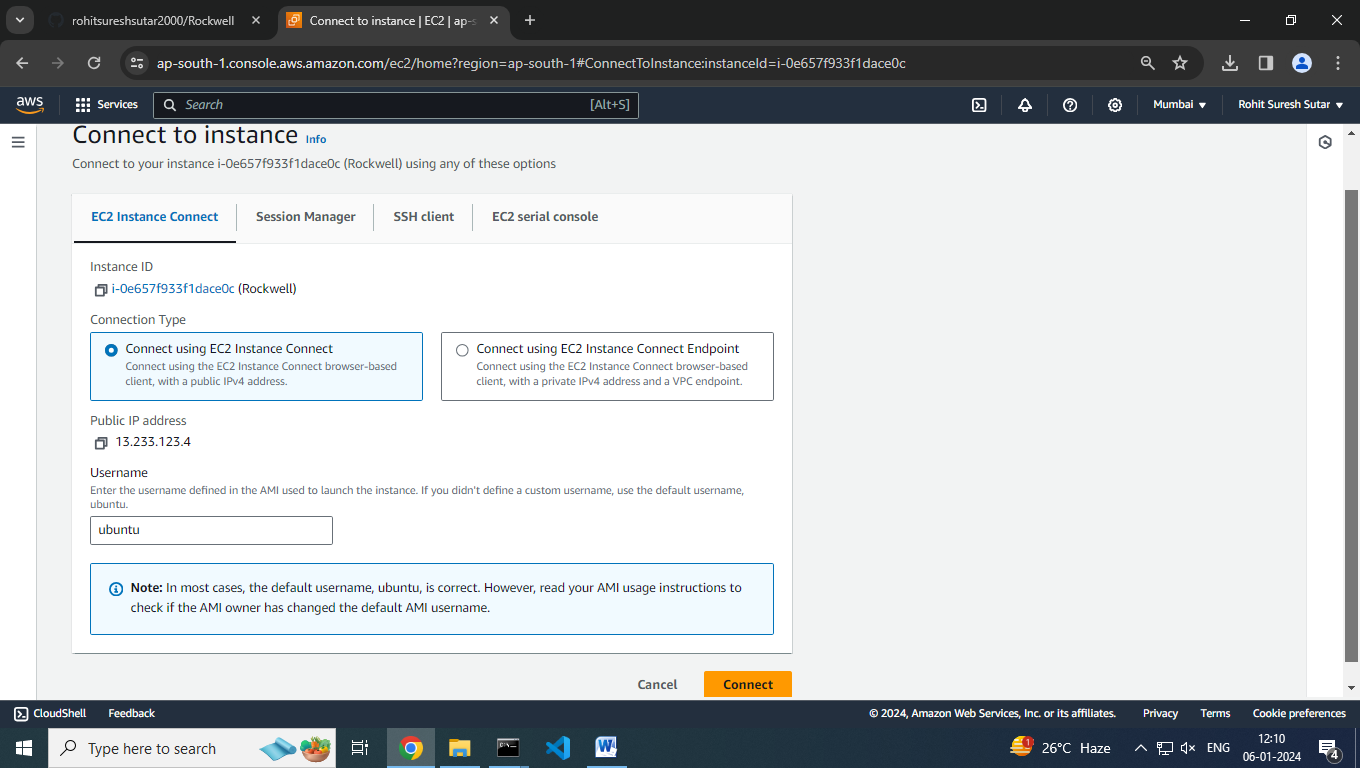 rohitsureshsutar2000/Rockwell
Connect to instance | EC2 | ap-s
ap-south-1.console.aws.amazon.com/ec2/home?region=ap-south-1#ConnectToInstance:instanceId=i-0e657f933f1dace0c
aws
Services
Search
[Alt+S]
Mumbai
Rohit Suresh Sutar
Connect to instance Info
Connect to your instance i-0e657f933f1dace0c (Rockwell) using any of these options
EC2 Instance Connect
Session Manager
SSH client
EC2 serial console
Instance ID
i-0e657f933f1dace0c (Rockwell)
Connection Type
Connect using EC2 Instance Connect
Connect using the EC2 Instance Connect browser-based
client, with a public IPv4 address.
Connect using EC2 Instance Connect Endpoint
Connect using the EC2 Instance Connect browser-based
client, with a private IPv4 address and a VPC endpoint.
Public IP address
13.233.123.4
Username
Enter the username defined in the AMI used to launch the instance. If you didn't define a custom username, use the default username,
ubuntu.
ubuntu
Note: In most cases, the default username, ubuntu, is correct. However, read your AMI usage instructions to
check if the AMI owner has changed the default AMI username.
Cancel
Connect
CloudShell
Feedback
© 2024, Amazon Web Services, Inc. or its affiliates.
Privacy
Terms
Cookie preferences
Type here to search
1
26°C Haze
ENG
12:10
06-01-2024
4